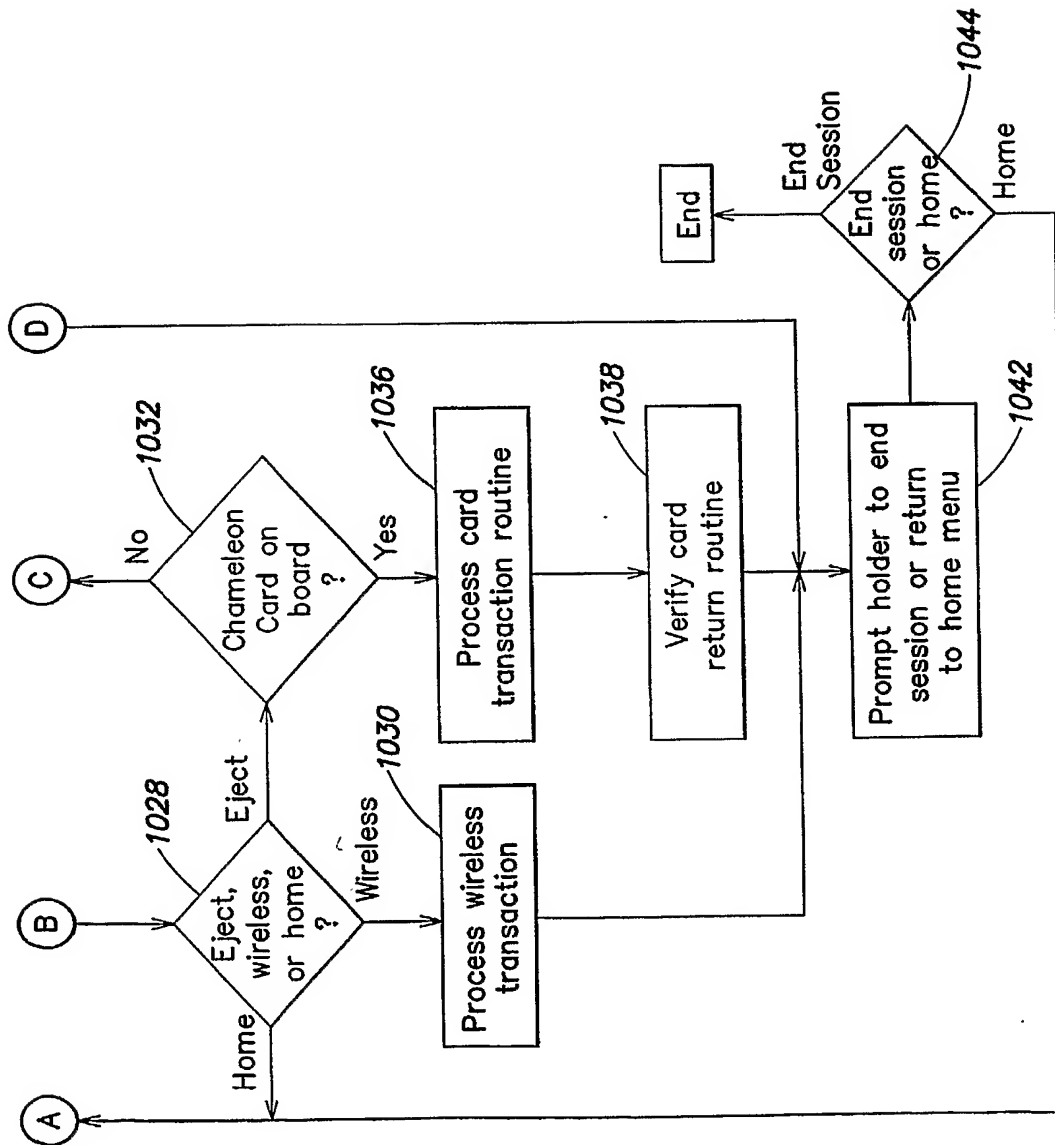 A
B
C
D
1028
Eject,
wireless,
or home
?
Home
Eject
Wireless
1030
Process wireless
transaction
1032
Chameleon
Card on
board
?
No
Yes
1036
Process card
transaction routine
1038
Verify card
return routine
1042
Prompt holder to end
session or return
to home menu
1044
End
session
or home
?
End
Session
Home
End